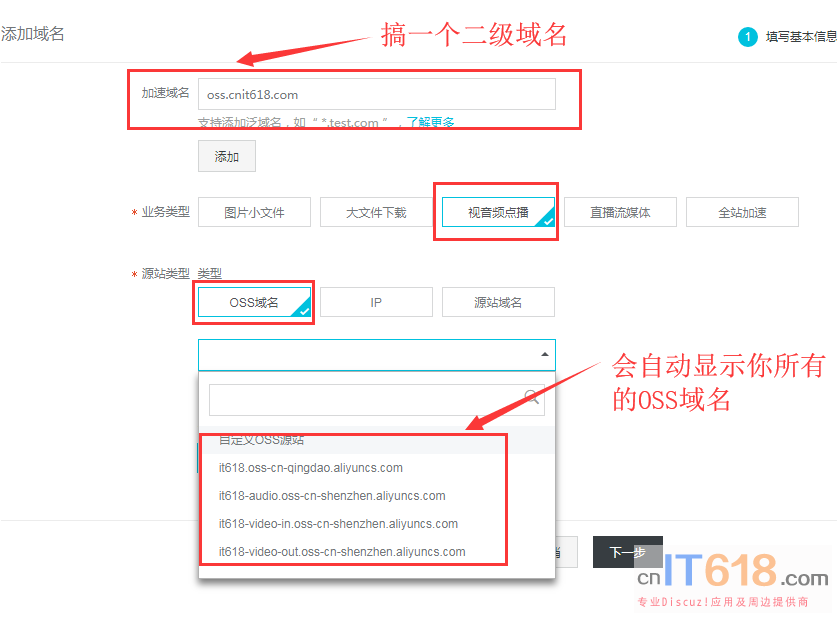 添加域名
搞一个二级域名
1 填写基本信息
加速域名 oss.cnit618.com
支持添加泛域名，如 “ *.test.com ” ，了解更多
添加
* 业务类型 图片小文件 大文件下载 视音频点播 直播流媒体 全站加速
* 源站类型 类型
OSS域名 IP 源站域名
会自动显示你所有
的OSS域名
自定义OSS源站
it618.oss-cn-qingdao.aliyuncs.com
it618-audio.oss-cn-shenzhen.aliyuncs.com
it618-video-in.oss-cn-shenzhen.aliyuncs.com
it618-video-out.oss-cn-shenzhen.aliyuncs.com
下一步
cnIT618.com
专业Discuz!应用及周边提供商